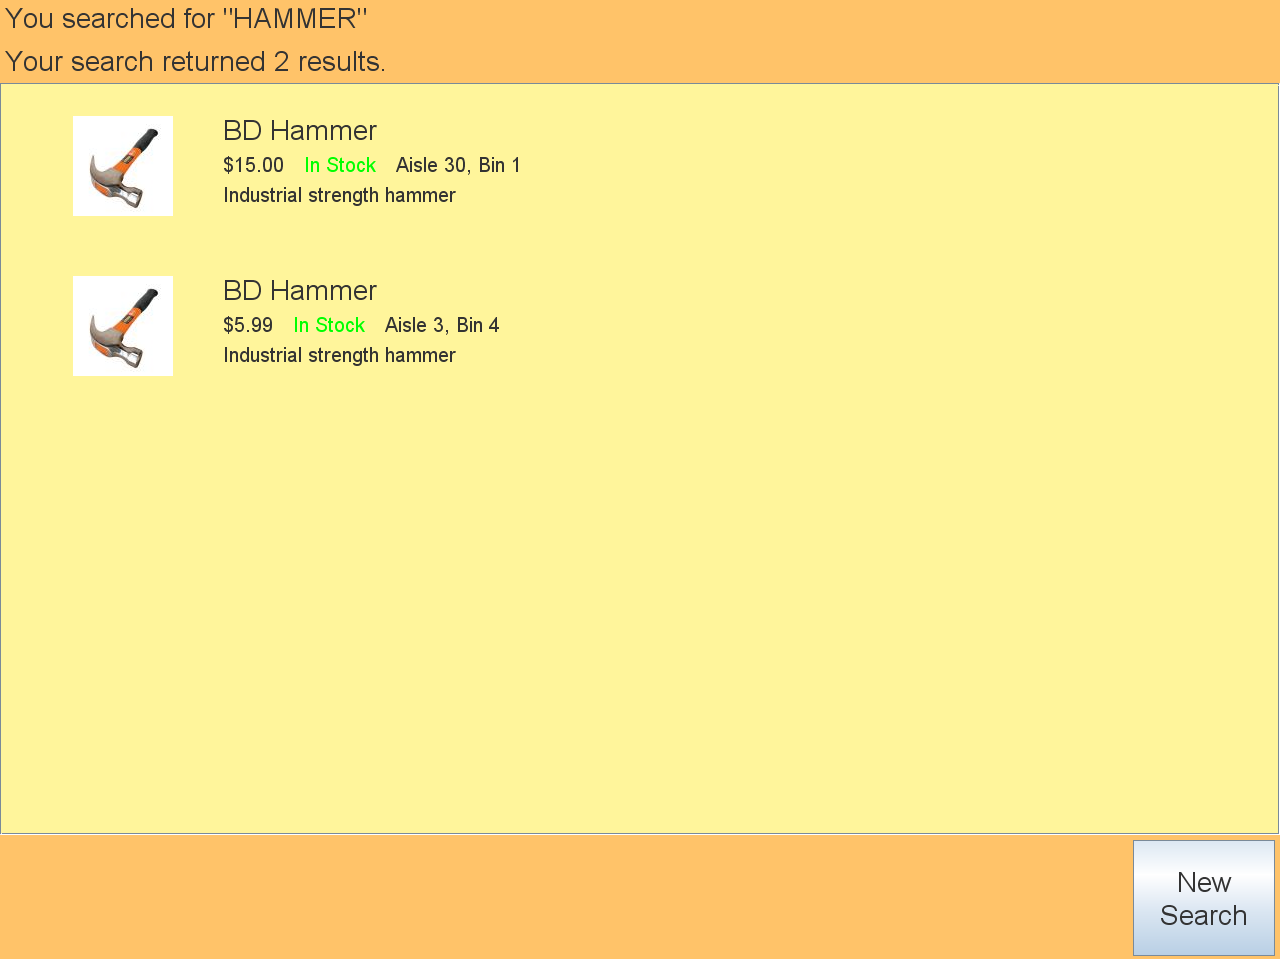 You searched for "HAMMER"
Your search returned 2 results.
BD Hammer
$15.00 In Stock Aisle 30, Bin 1
Industrial strength hammer
BD Hammer
$5.99 In Stock Aisle 3, Bin 4
Industrial strength hammer
New
Search